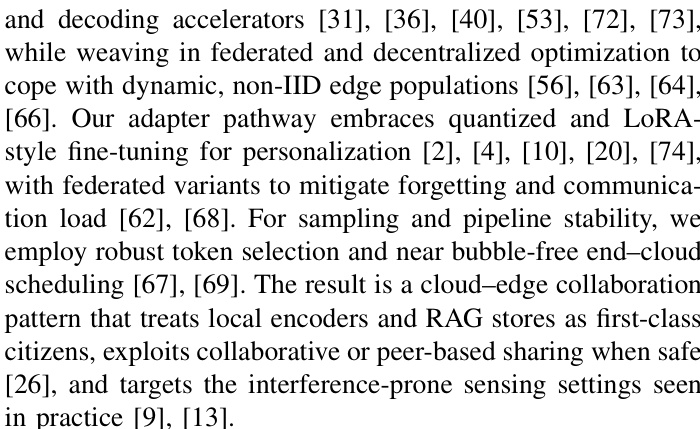 and decoding accelerators [31], [36], [40], [53], [72], [73],
while weaving in federated and decentralized optimization to
cope with dynamic, non-IID edge populations [56], [63], [64],
[66]. Our adapter pathway embraces quantized and LoRA-
style fine-tuning for personalization [2], [4], [10], [20], [74],
with federated variants to mitigate forgetting and communica-
tion load [62], [68]. For sampling and pipeline stability, we
employ robust token selection and near bubble-free end–cloud
scheduling [67], [69]. The result is a cloud–edge collaboration
pattern that treats local encoders and RAG stores as first-class
citizens, exploits collaborative or peer-based sharing when safe
[26], and targets the interference-prone sensing settings seen
in practice [9], [13].